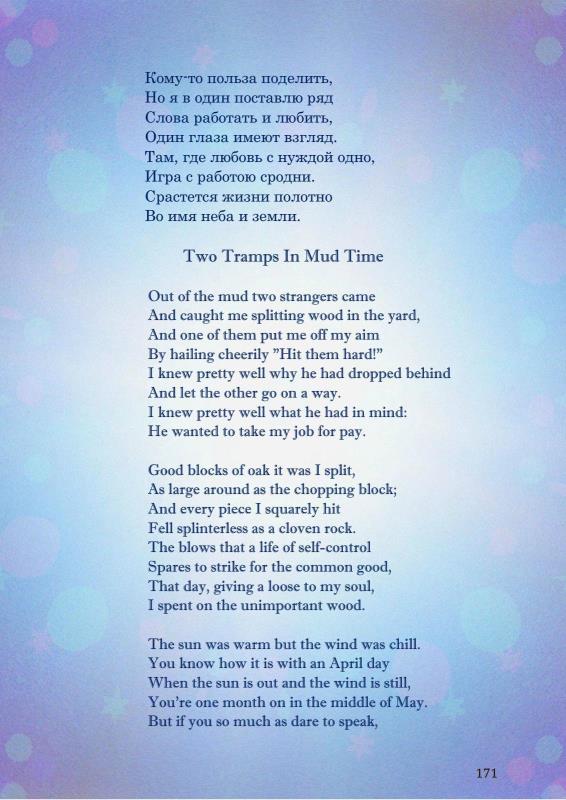 Кому-то польза поделить,
Но я в один поставлю ряд
Слова работать и любить,
Один глаза имеют взгляд.
Там, где любовь с нуждой одно,
Игра с работою сродни.
Срастется жизни полотно
Во имя неба и земли.
Two Tramps In Mud Time
Out of the mud two strangers came
And caught me splitting wood in the yard,
And one of them put me off my aim
By hailing cheerily ”Hit them hard!”
I knew pretty well why he had dropped behind
And let the other go on a way.
I knew pretty well what he had in mind:
He wanted to take my job for pay.
Good blocks of oak it was I split,
As large around as the chopping block;
And every piece I squarely hit
Fell splinterless as a cloven rock.
The blows that a life of self-control
Spares to strike for the common good,
That day, giving a loose to my soul,
I spent on the unimportant wood.
The sun was warm but the wind was chill.
You know how it is with an April day
When the sun is out and the wind is still,
You’re one month on in the middle of May.
But if you so much as dare to speak,
171